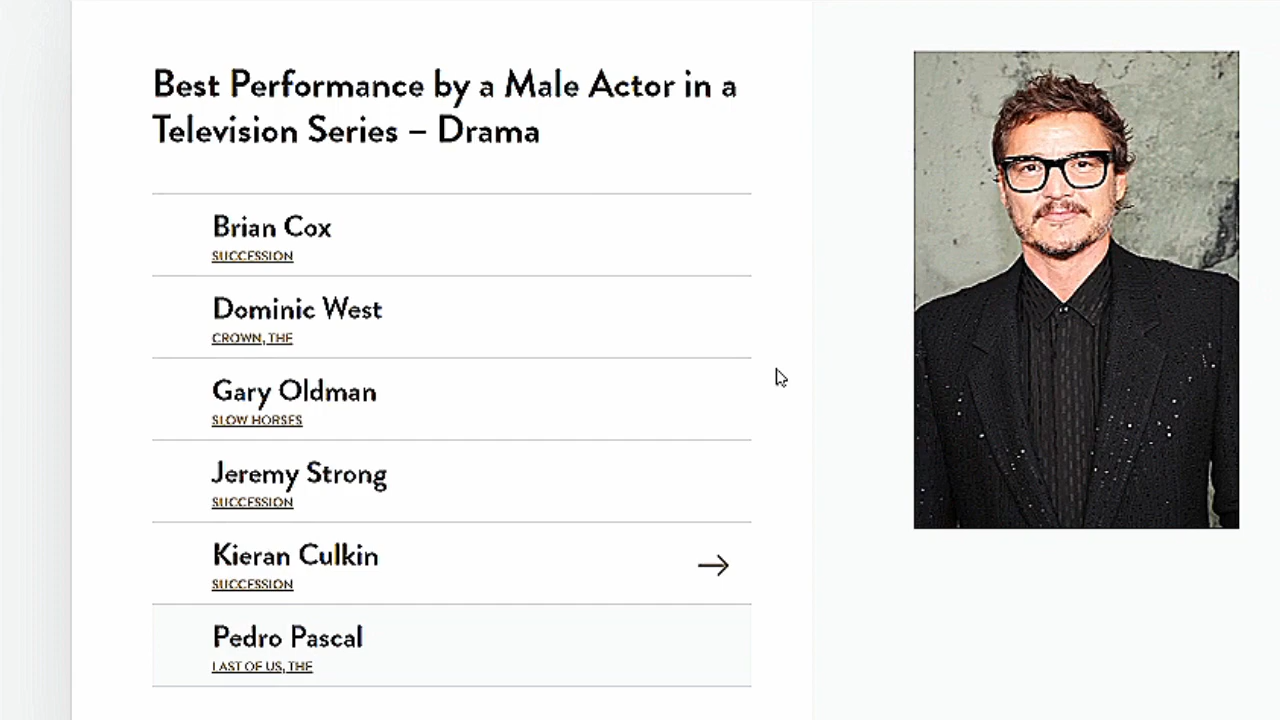 Best Performance by a Male Actor in a
Television Series – Drama
Brian Cox
SUCCESSION
Dominic West
CROWN, THE
Gary Oldman
SLOW HORSES
Jeremy Strong
SUCCESSION
Kieran Culkin
SUCCESSION
Pedro Pascal
LAST OF US, THE